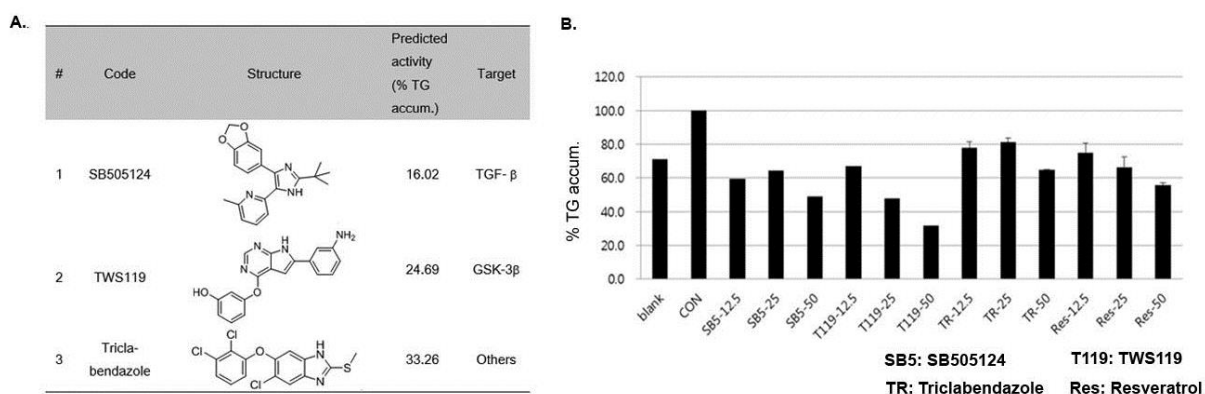 A.
# Code Structure Predicted activity (% TG accum.) Target
1 SB505124 16.02 TGF- β
O O N NH N
2 TWS119 24.69 GSK-3β
N N H N NH₂ HO O
3 Tricla-bendazole 33.26 Others
Cl Cl O Cl H N N S
B.
% TG accum.
120.0
100.0
80.0
60.0
40.0
20.0
0.0
blank CON SB5-12.5 SB5-25 SB5-50 T119-12.5 T119-25 T119-50 TR-12.5 TR-25 TR-50 Res-12.5 Res-25 Res-50
SB5: SB505124 T119: TWS119
TR: Triclabendazole Res: Resveratrol